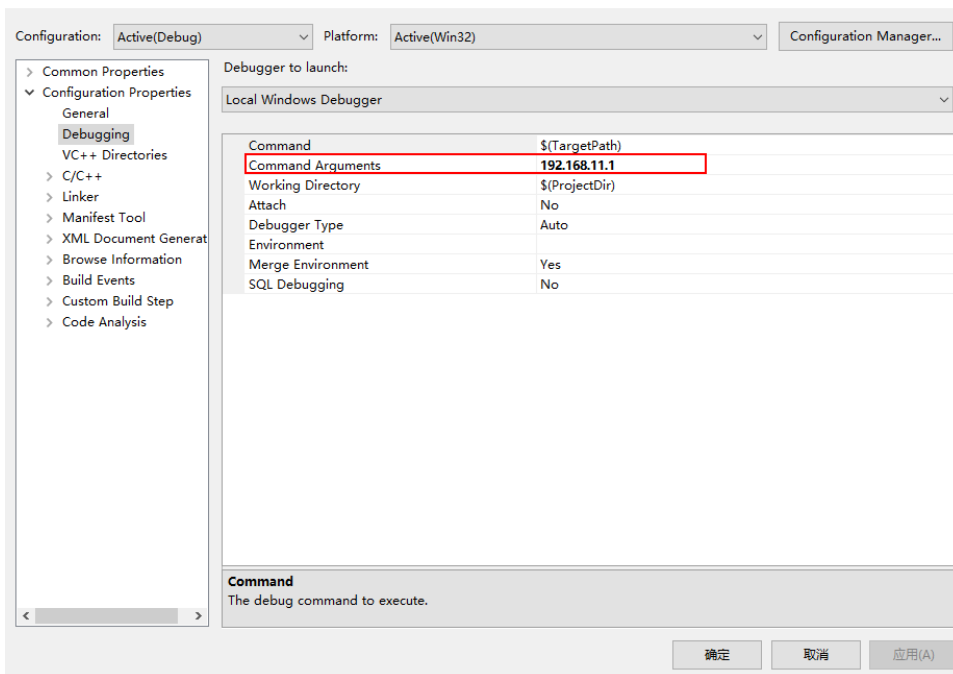 Configuration: Active(Debug) Platform: Active(Win32) Configuration Manager...
Common Properties
Configuration Properties
General
Debugging
VC++ Directories
C/C++
Linker
Manifest Tool
XML Document Generat
Browse Information
Build Events
Custom Build Step
Code Analysis
Debugger to launch:
Local Windows Debugger
Command $(TargetPath)
Command Arguments 192.168.11.1
Working Directory $(ProjectDir)
Attach No
Debugger Type Auto
Environment
Merge Environment Yes
SQL Debugging No
Command
The debug command to execute.
确定 取消 应用(A)